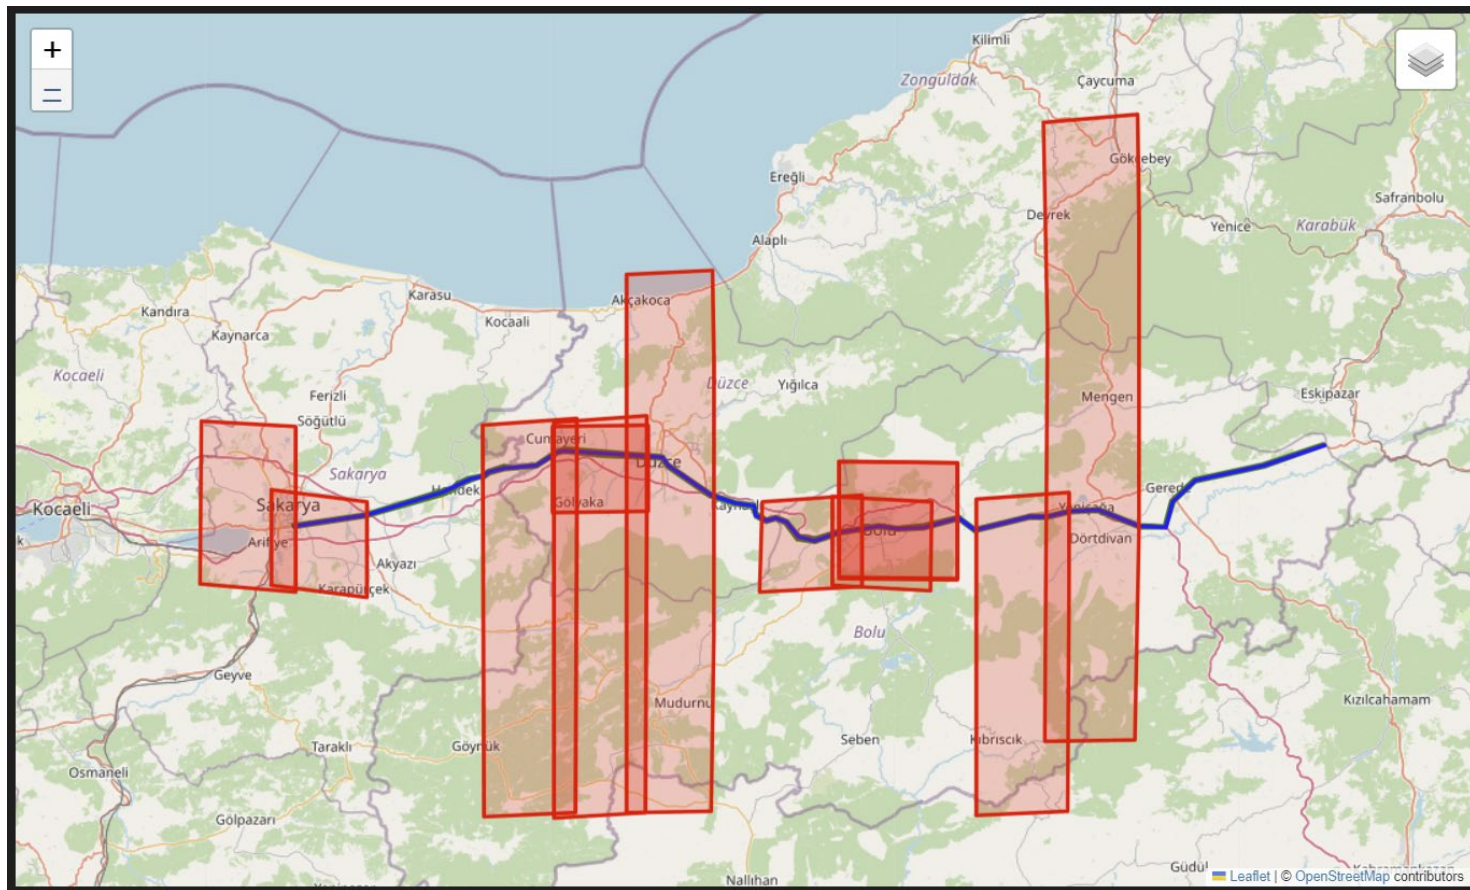 +
Kilimli
Zonguldak
Çaycuma
Gökçebey
Ereğli
Safranbolu
Devrek
Yenice
Karabük
Alaplı
Karasu
Akçakoca
Kandıra
Kocaali
Kaynarca
Kocaeli
Düzce
Yığılca
Ferizli
Eskipazar
Mengen
Söğütlü
Cumayeri
Düzce
Sakarya
Hendek
Gerede
Sakarya
Gölyaka
Kocaeli
Yeniçağa
Bolu
Arifiye
Dörtdivan
Akyazı
Karapürçek
Bolu
Geyve
Mudurnu
Kızılcahamam
Taraklı
Göynük
Seben
Kıbrıscık
Osmaneli
Gölpazarı
Güdül
Nallıhan
Leaflet | © OpenStreetMap contributors